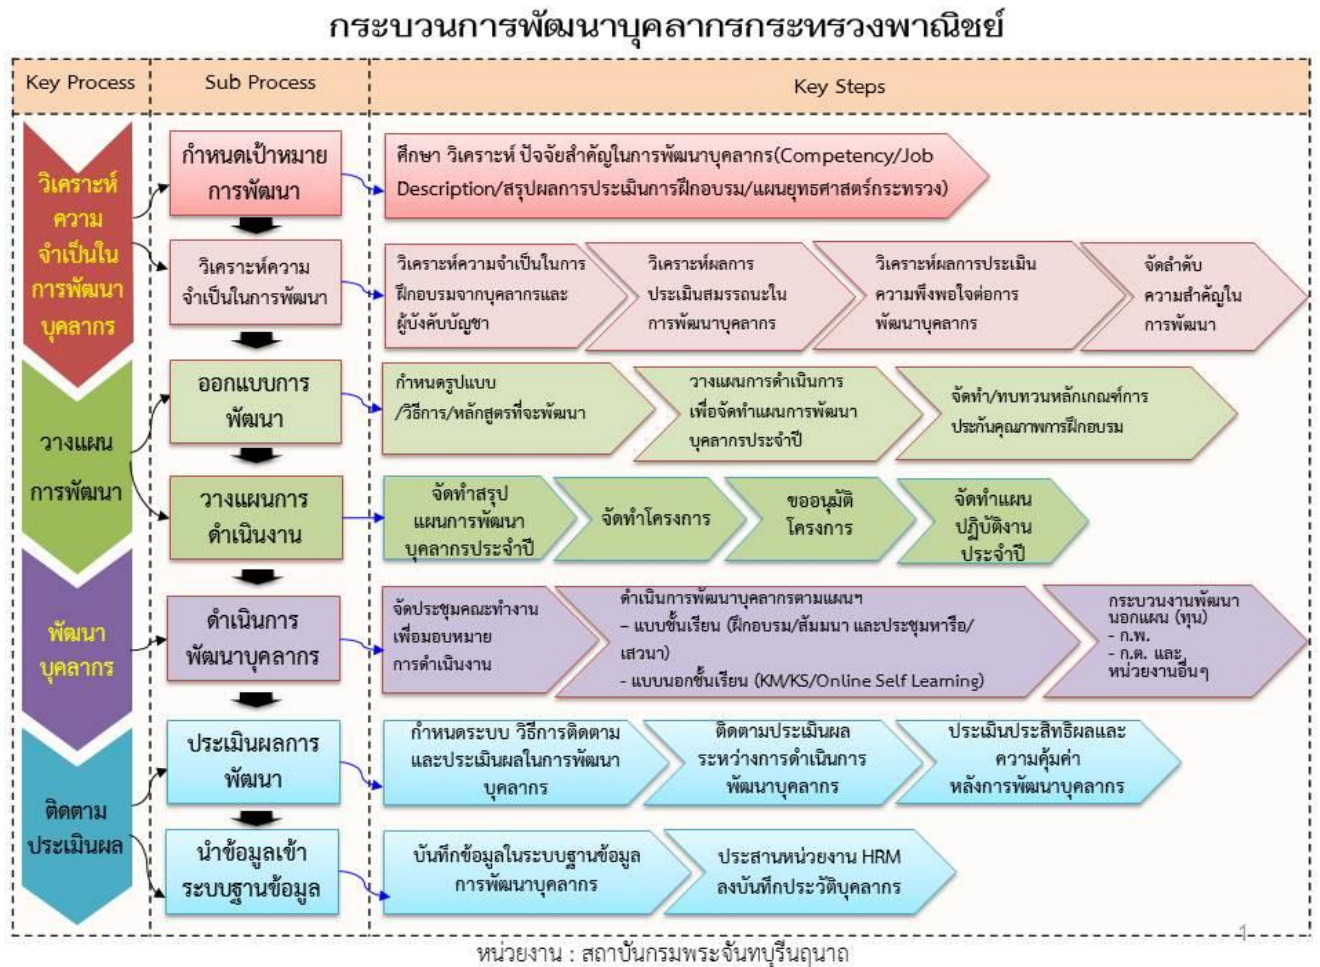 กระบวนการพัฒนาบุคลากรกระทรวงพาณิชย์
Key Process
Sub Process
Key Steps
วิเคราะห์
ความ
จำเป็นใน
การพัฒนา
บุคลากร
กำหนดเป้าหมาย
การพัฒนา
ศึกษา วิเคราะห์ ปัจจัยสำคัญในการพัฒนาบุคลากร(Competency/Job
Description/สรุปผลการประเมินการฝึกอบรม/แผนยุทธศาสตร์กระทรวง)
วิเคราะห์ความ
จำเป็นในการพัฒนา
วิเคราะห์ความจำเป็นในการ
ฝึกอบรมจากบุคลากรและ
ผู้บังคับบัญชา
วิเคราะห์ผลการ
ประเมินสมรรถนะใน
การพัฒนาบุคลากร
วิเคราะห์ผลการประเมิน
ความพึงพอใจต่อการ
พัฒนาบุคลากร
จัดลำดับ
ความสำคัญใน
การพัฒนา
วางแผน
การพัฒนา
ออกแบบการ
พัฒนา
กำหนดรูปแบบ
/วิธีการ/หลักสูตรที่จะพัฒนา
วางแผนการดำเนินการ
เพื่อจัดทำแผนการพัฒนา
บุคลากรประจำปี
จัดทำ/ทบทวนหลักเกณฑ์การ
ประกันคุณภาพการฝึกอบรม
วางแผนการ
ดำเนินงาน
จัดทำสรุป
แผนการพัฒนา
บุคลากรประจำปี
จัดทำโครงการ
ขออนุมัติ
โครงการ
จัดทำแผน
ปฏิบัติงาน
ประจำปี
พัฒนา
บุคลากร
ดำเนินการ
พัฒนาบุคลากร
จัดประชุมคณะทำงาน
เพื่อมอบหมาย
การดำเนินงาน
ดำเนินการพัฒนาบุคลากรตามแผนฯ
– แบบชั้นเรียน (ฝึกอบรม/สัมมนา และประชุมหารือ/
เสวนา)
- แบบนอกชั้นเรียน (KM/KS/Online Self Learning)
กระบวนงานพัฒนา
นอกแผน (ทุน)
- ก.พ.
- ก.ต. และ
หน่วยงานอื่นๆ
ติดตาม
ประเมินผล
ประเมินผลการ
พัฒนา
กำหนดระบบ วิธีการติดตาม
และประเมินผลในการพัฒนา
บุคลากร
ติดตามประเมินผล
ระหว่างการดำเนินการ
พัฒนาบุคลากร
ประเมินประสิทธิผลและ
ความคุ้มค่า
หลังการพัฒนาบุคลากร
นำข้อมูลเข้า
ระบบฐานข้อมูล
บันทึกข้อมูลในระบบฐานข้อมูล
การพัฒนาบุคลากร
ประสานหน่วยงาน HRM
ลงบันทึกประวัติบุคลากร
1
หน่วยงาน : สถาบันกรมพระจันทบุรีนฤนาถ